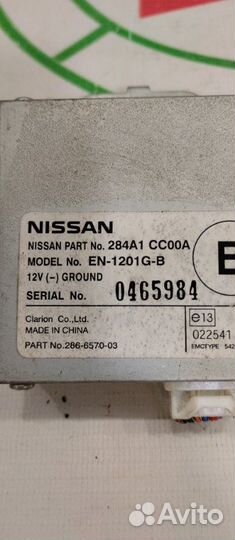 NISSAN
NISSAN PART No. 284A1 CC00A
MODEL No. EN-1201G-B
12V (−) GROUND
SERIAL No. 0465984
Clarion Co.,Ltd.
MADE IN CHINA
PART No.286-6570-03
e13
022541
EMCTYPE 542
Avito